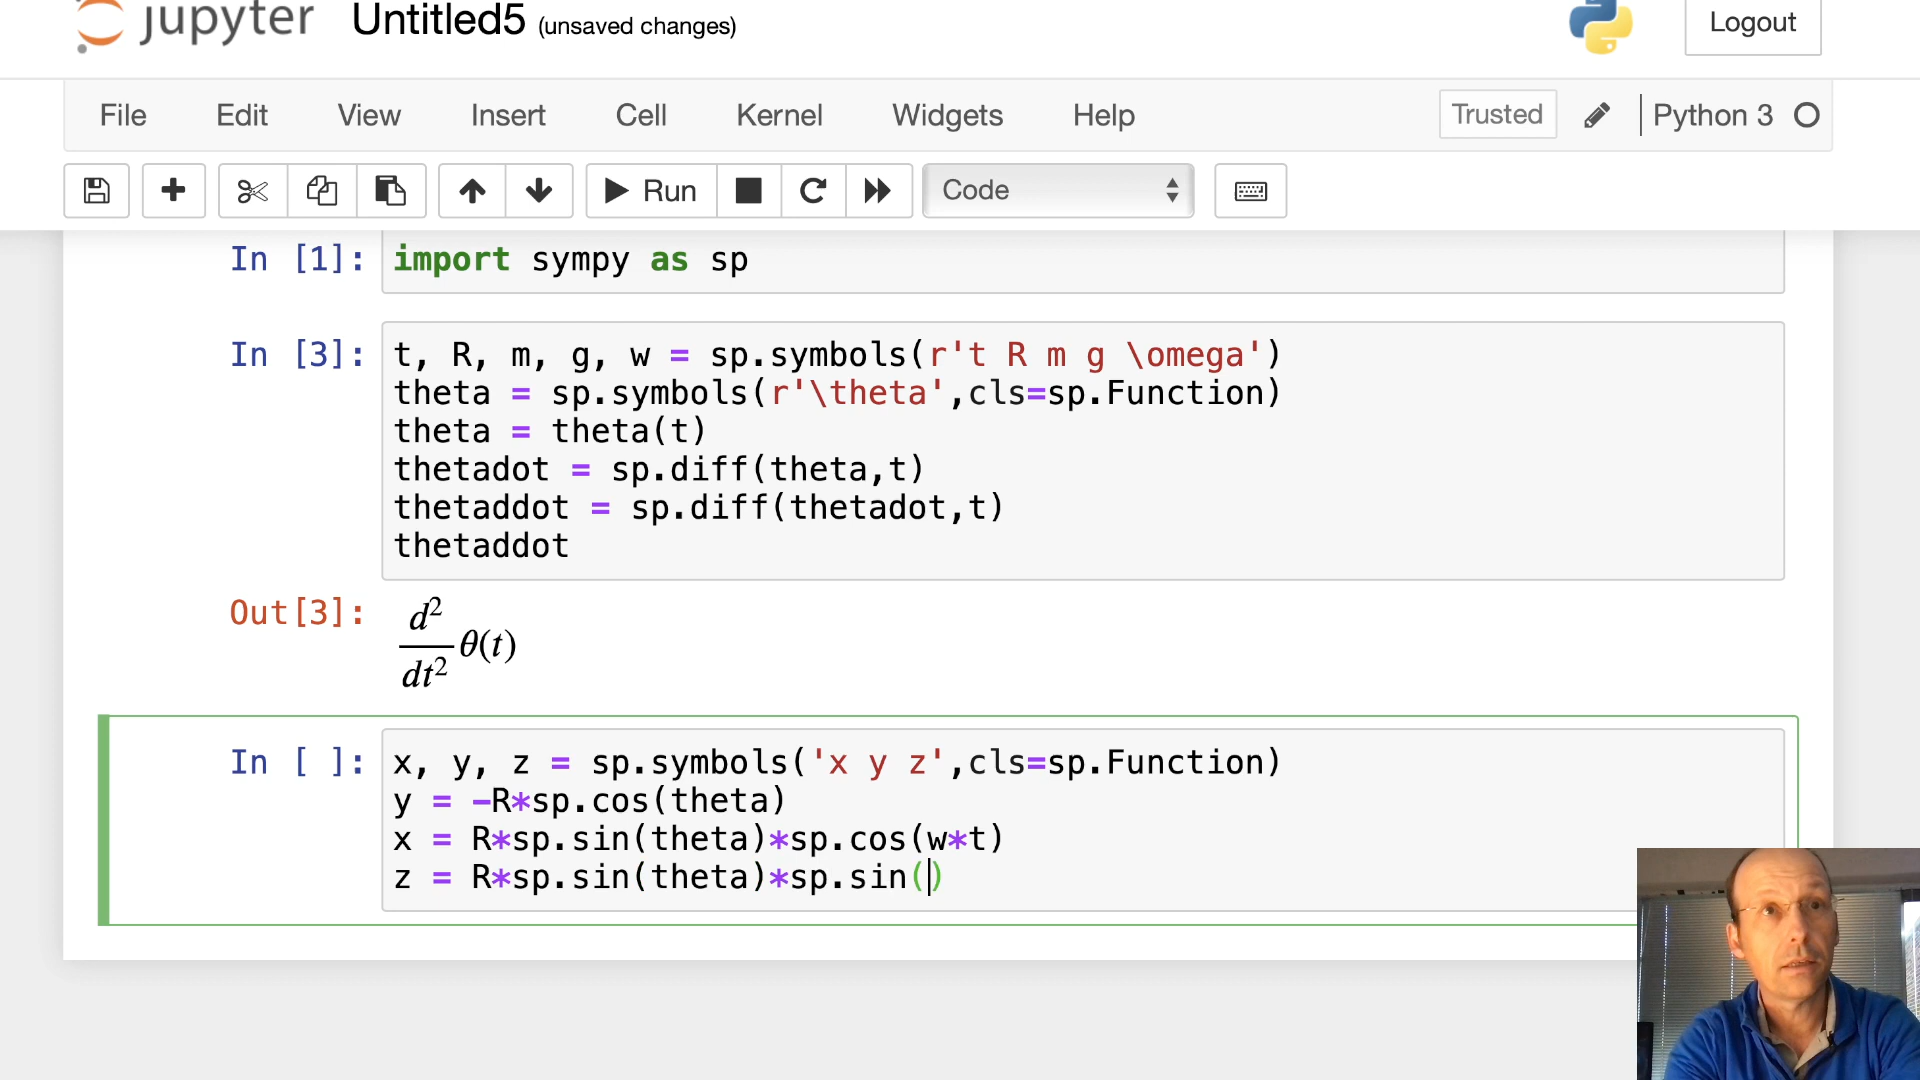 jupyter Untitled5 (unsaved changes) Logout
File Edit View Insert Cell Kernel Widgets Help Trusted Python 3
Run Code
In [1]: import sympy as sp
In [3]: t, R, m, g, w = sp.symbols(r't R m g \omega')
theta = sp.symbols(r'\theta',cls=sp.Function)
theta = theta(t)
thetadot = sp.diff(theta,t)
thetaddot = sp.diff(thetadot,t)
thetaddot
Out[3]: d²
θ(t)
dt²
In [ ]: x, y, z = sp.symbols('x y z',cls=sp.Function)
y = -R*sp.cos(theta)
x = R*sp.sin(theta)*sp.cos(w*t)
z = R*sp.sin(theta)*sp.sin()